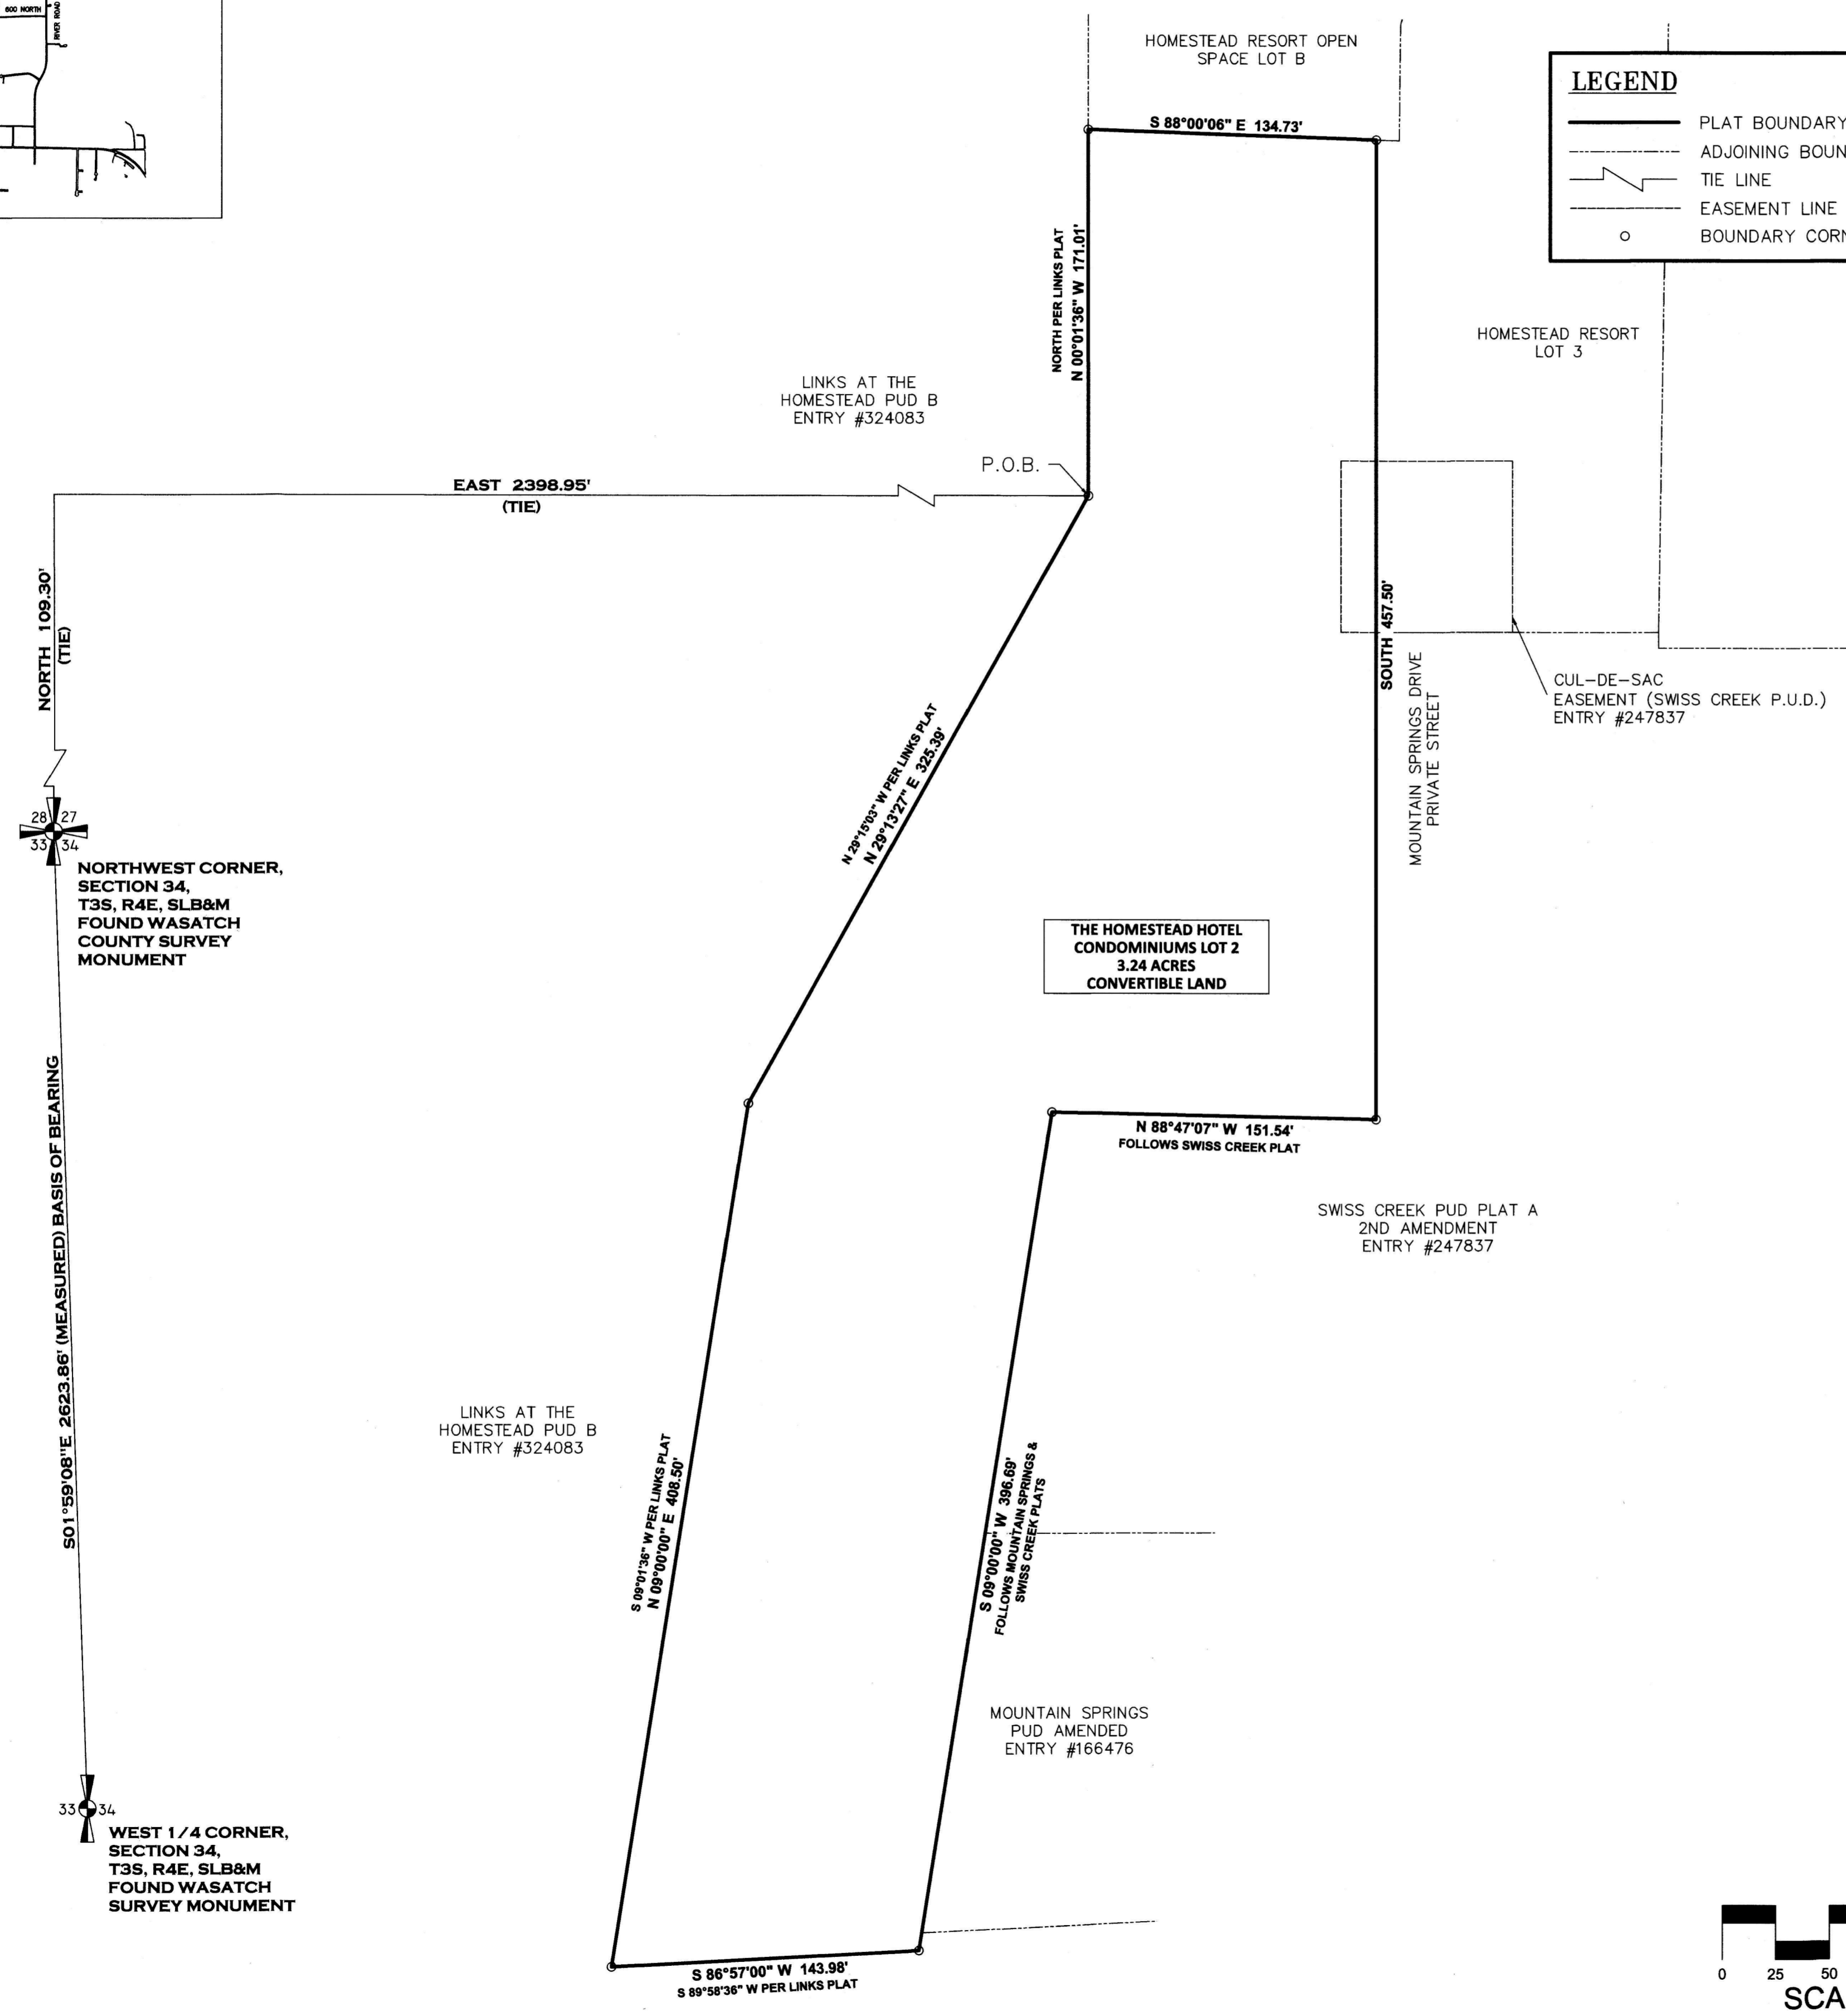 600 NORTH
RIVER ROAD
HOMESTEAD RESORT OPEN
SPACE LOT B
LEGEND
PLAT BOUNDARY
ADJOINING BOUN
TIE LINE
EASEMENT LINE
BOUNDARY CORN
S 88°00'06" E 134.73'
NORTH PER LINKS PLAT
N 00°01'36" W 171.01'
HOMESTEAD RESORT
LOT 3
LINKS AT THE
HOMESTEAD PUD B
ENTRY #324083
P.O.B.
EAST 2398.95'
(TIE)
NORTH 109.30'
(TIE)
SOUTH 457.50'
MOUNTAIN SPRINGS DRIVE
PRIVATE STREET
CUL-DE-SAC
EASEMENT (SWISS CREEK P.U.D.)
ENTRY #247837
N 29°15'03" W PER LINKS PLAT
N 29°13'27" E 325.39'
28 27
33 34
NORTHWEST CORNER,
SECTION 34,
T3S, R4E, SLB&M
FOUND WASATCH
COUNTY SURVEY
MONUMENT
THE HOMESTEAD HOTEL
CONDOMINIUMS LOT 2
3.24 ACRES
CONVERTIBLE LAND
N 88°47'07" W 151.54'
FOLLOWS SWISS CREEK PLAT
S01°59'08"E 2623.86' (MEASURED) BASIS OF BEARING
SWISS CREEK PUD PLAT A
2ND AMENDMENT
ENTRY #247837
LINKS AT THE
HOMESTEAD PUD B
ENTRY #324083
S 09°01'36" W PER LINKS PLAT
N 09°00'00" E 408.50'
S 09°00'00" W 396.69'
FOLLOWS MOUNTAIN SPRINGS &
SWISS CREEK PLATS
MOUNTAIN SPRINGS
PUD AMENDED
ENTRY #166476
33 34
WEST 1/4 CORNER,
SECTION 34,
T3S, R4E, SLB&M
FOUND WASATCH
SURVEY MONUMENT
S 86°57'00" W 143.98'
S 89°58'36" W PER LINKS PLAT
0 25 50
SCA